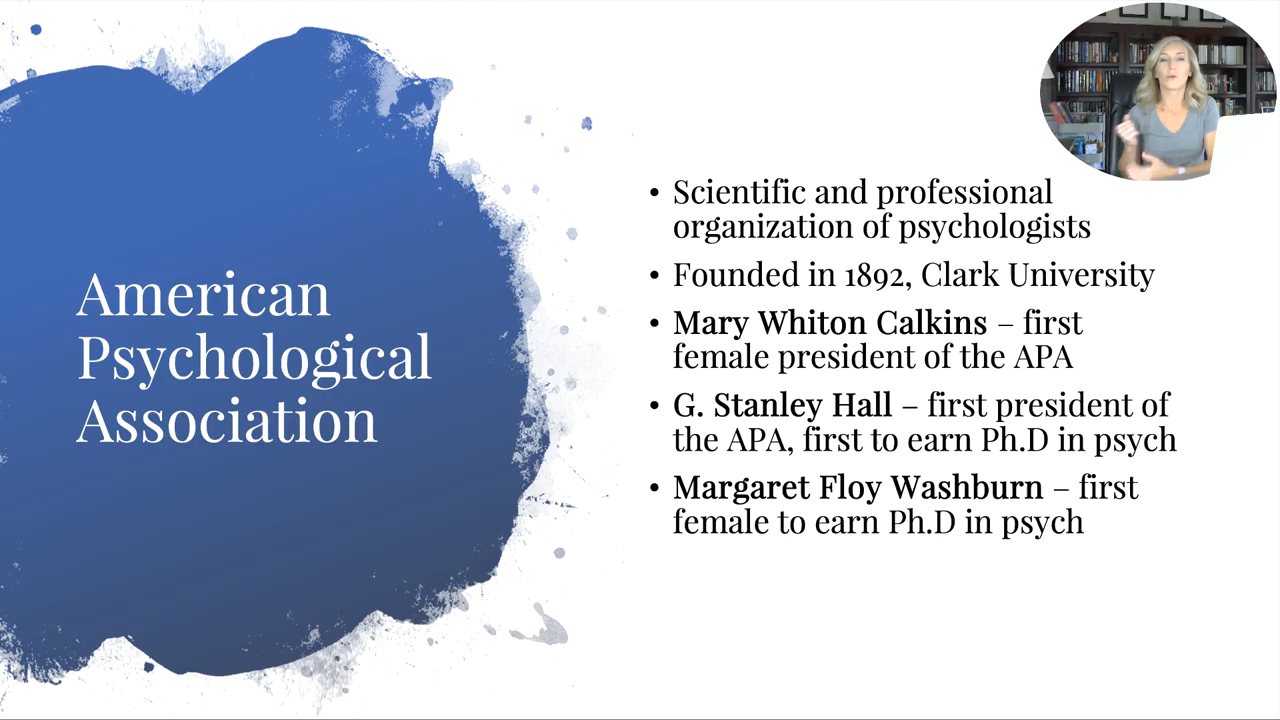 American
Psychological
Association
• Scientific and professional
organization of psychologists
• Founded in 1892, Clark University
• Mary Whiton Calkins – first
female president of the APA
• G. Stanley Hall – first president of
the APA, first to earn Ph.D in psych
• Margaret Floy Washburn – first
female to earn Ph.D in psych